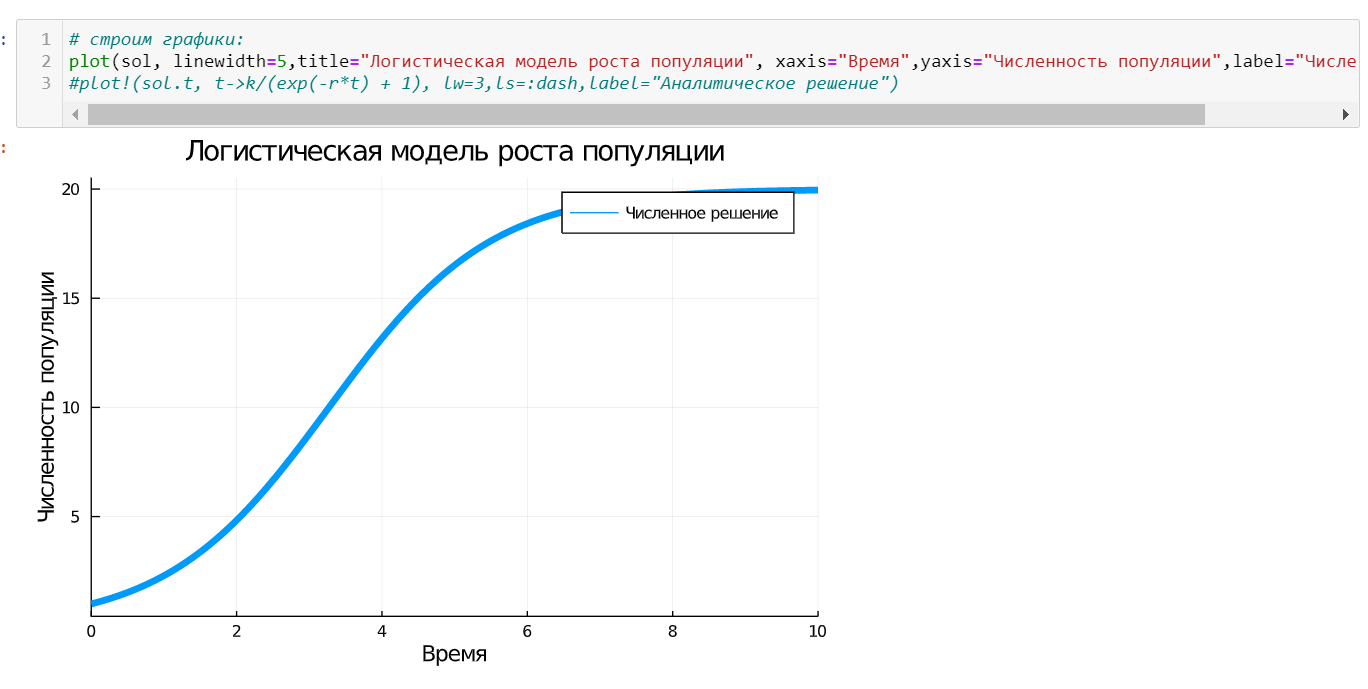 :
1 # строим графики:
2 plot(sol, linewidth=5,title="Логистическая модель роста популяции", xaxis="Время",yaxis="Численность популяции",label="Числе
3 #plot!(sol.t, t->k/(exp(-r*t) + 1), lw=3,ls=:dash,label="Аналитическое решение")
:
Логистическая модель роста популяции
Численное решение
Численность популяции
20
15
10
5
0 2 4 6 8 10
Время